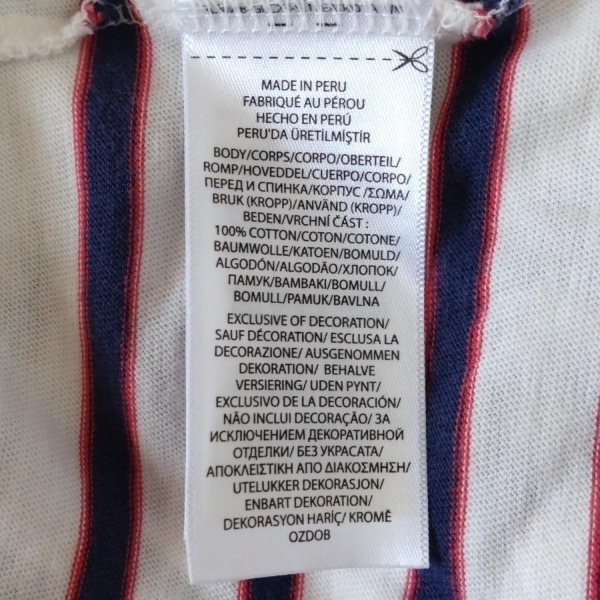 MADE IN PERU
FABRIQUÉ AU PÉROU
HECHO EN PERÚ
PERU'DA ÜRETİLMİŞTİR
BODY/CORPS/CORPO/OBERTEIL/
ROMP/HOVEDDEL/CUERPO/CORPO/
ПЕРЕД И СПИНКА/КОРПУС /ΣΩΜΑ/
BRUK (KROPP)/ANVÄND (KROPP)/
BEDEN/VRCHNÍ ČÁST :
100% COTTON/COTON/COTONE/
BAUMWOLLE/KATOEN/BOMULD/
ALGODÓN/ALGODÃO/ХЛОПОК/
ПАМУК/ΒΑΜΒΑΚΙ/BOMULL/
BOMULL/PAMUK/BAVLNA
EXCLUSIVE OF DECORATION/
SAUF DÉCORATION/ ESCLUSA LA
DECORAZIONE/ AUSGENOMMEN
DEKORATION/ BEHALVE
VERSIERING/ UDEN PYNT/
EXCLUSIVO DE LA DECORACIÓN/
NÃO INCLUI DECORAÇÃO/ ЗА
ИСКЛЮЧЕНИЕМ ДЕКОРАТИВНОЙ
ОТДЕЛКИ/ БЕЗ УКРАСАТА/
ΑΠΟΚΛΕΙΣΤΙΚΗ ΑΠΟ ΔΙΑΚΟΣΜΗΣΗ/
UTELUKKER DEKORASJON/
ENBART DEKORATION/
DEKORASYON HARİÇ/ KROMĚ
OZDOB